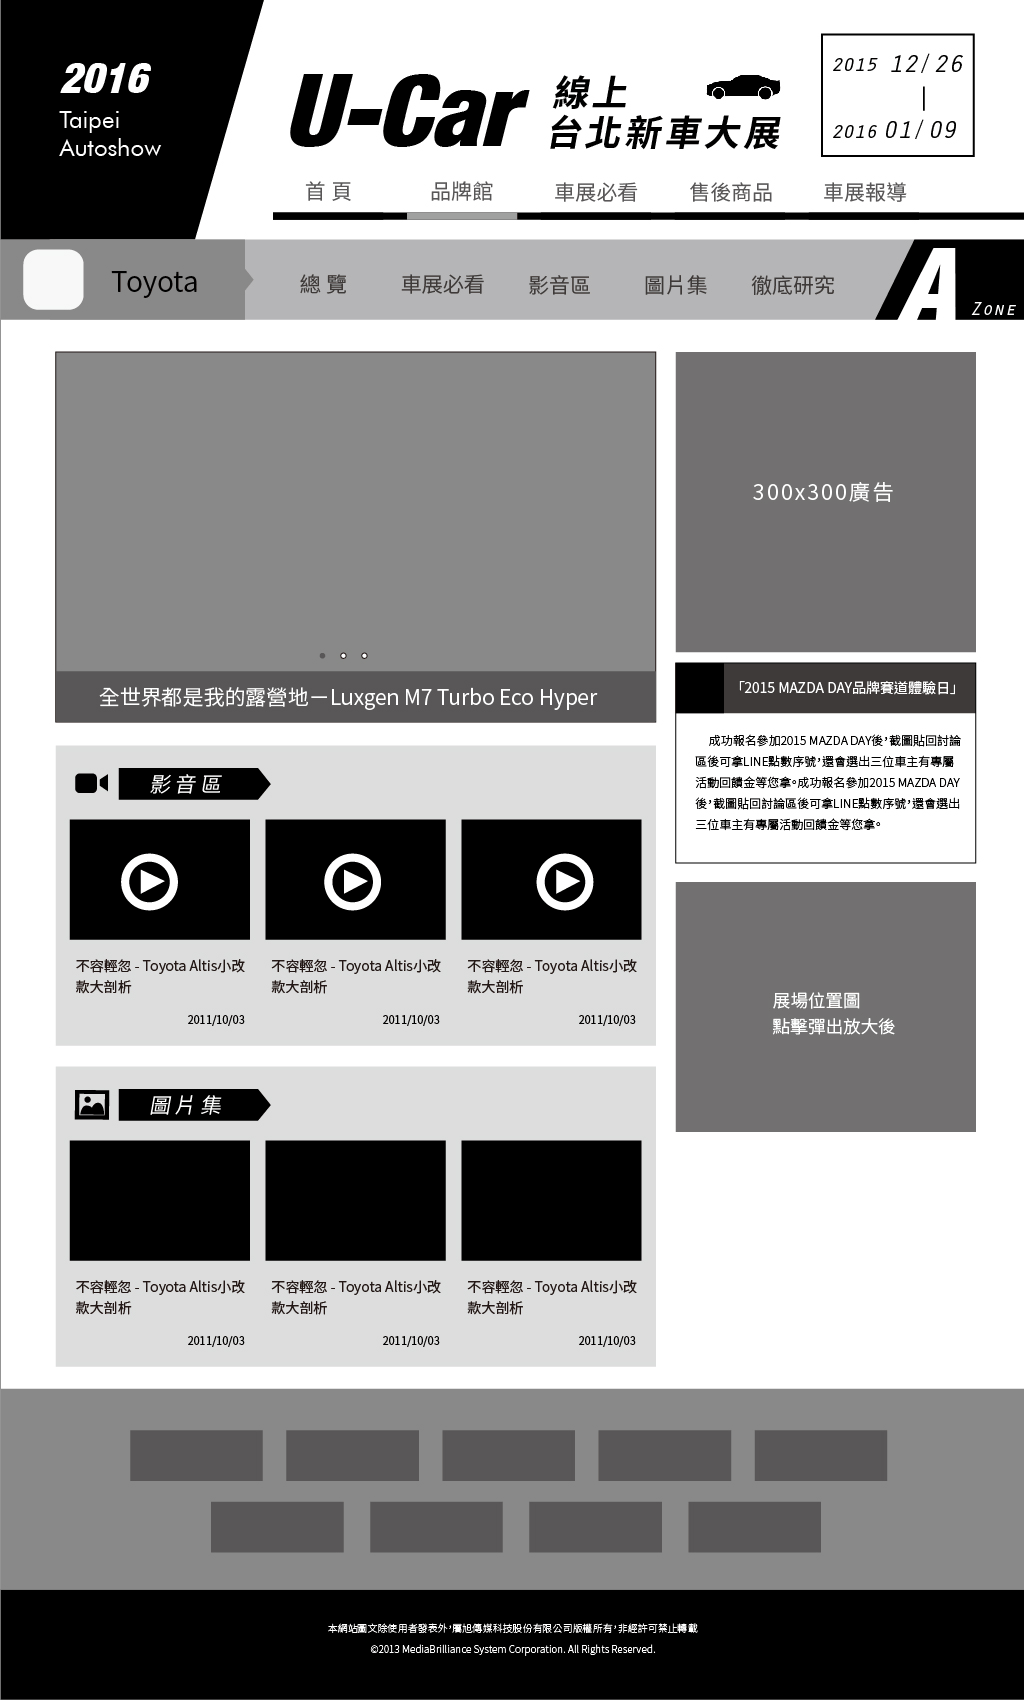 2016
Taipei
Autoshow
U-Car 線上
台北新車大展
2015 12/26
|
2016 01/09
首頁 品牌館 車展必看 售後商品 車展報導
Toyota 總覽 車展必看 影音區 圖片集 徹底研究 A ZONE
300x300廣告
全世界都是我的露營地－Luxgen M7 Turbo Eco Hyper
「2015 MAZDA DAY品牌賽道體驗日」
成功報名參加2015 MAZDA DAY後，截圖貼回討論
區後可拿LINE點數序號，還會選出三位車主有專屬
活動回饋金等您拿。成功報名參加2015 MAZDA DAY
後，截圖貼回討論區後可拿LINE點數序號，還會選出
三位車主有專屬活動回饋金等您拿。
影音區
不容輕忽 - Toyota Altis小改
款大剖析
2011/10/03
不容輕忽 - Toyota Altis小改
款大剖析
2011/10/03
不容輕忽 - Toyota Altis小改
款大剖析
2011/10/03
展場位置圖
點擊彈出放大後
圖片集
不容輕忽 - Toyota Altis小改
款大剖析
2011/10/03
不容輕忽 - Toyota Altis小改
款大剖析
2011/10/03
不容輕忽 - Toyota Altis小改
款大剖析
2011/10/03
本網站圖文除使用者發表外，屬旭傳媒科技股份有限公司版權所有，非經許可禁止轉載
©2013 MediaBrilliance System Corporation. All Rights Reserved.